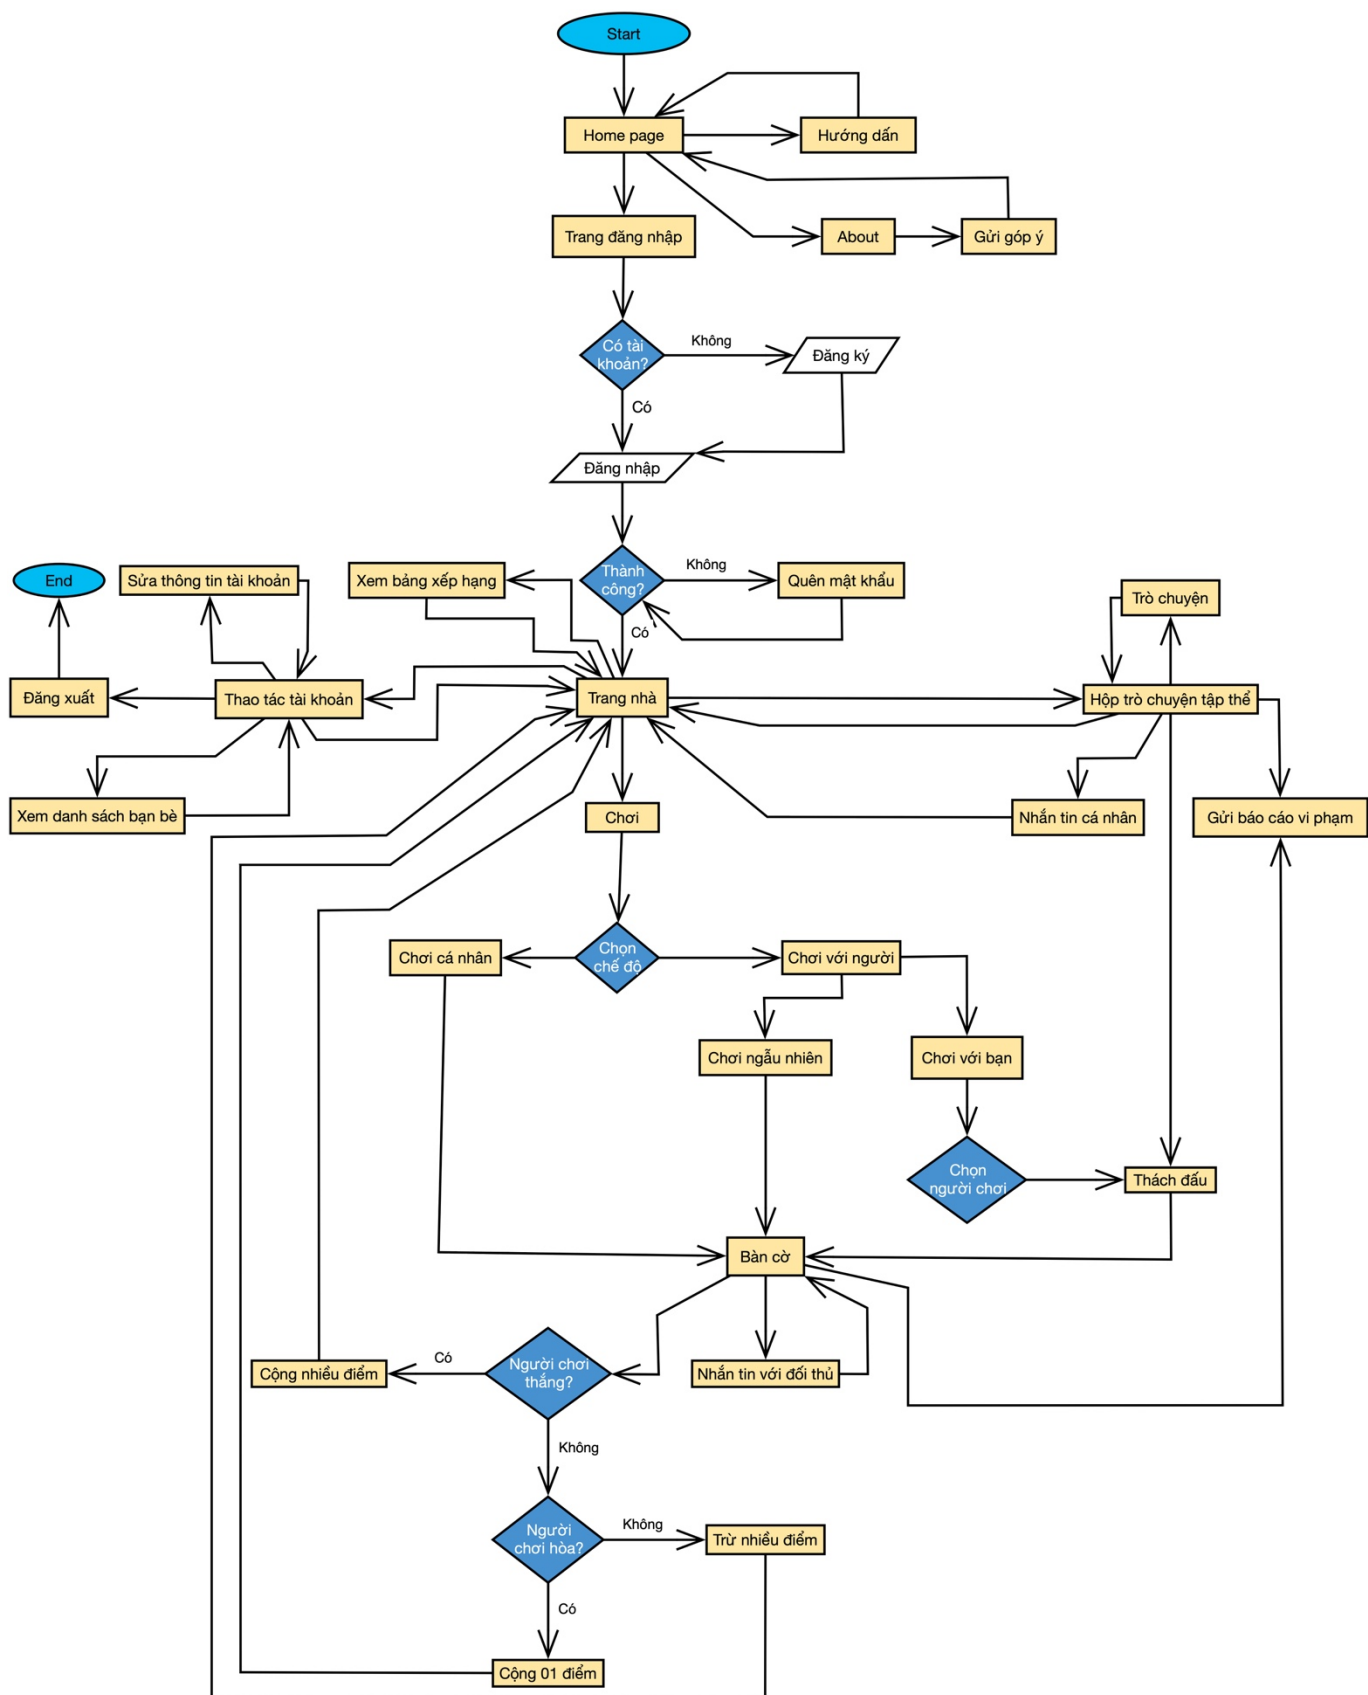 Start
Home page
Hướng dấn
Trang đăng nhập
About
Gửi góp ý
Có tài
khoản?
Không
Đăng ký
Có
Đăng nhập
Thành
công?
Không
Quên mật khẩu
Có
Xem bảng xếp hạng
Sửa thông tin tài khoản
End
Trò chuyện
Đăng xuất
Thao tác tài khoản
Trang nhà
Hộp trò chuyện tập thể
Xem danh sách bạn bè
Chơi
Nhắn tin cá nhân
Gửi báo cáo vi phạm
Chơi cá nhân
Chọn
chế độ
Chơi với người
Chơi ngẫu nhiên
Chơi với bạn
Chọn
người chơi
Thách đấu
Bàn cờ
Cộng nhiều điểm
Có
Người chơi
thắng?
Nhắn tin với đối thủ
Không
Người
chơi hòa?
Không
Trừ nhiều điểm
Có
Cộng 01 điểm